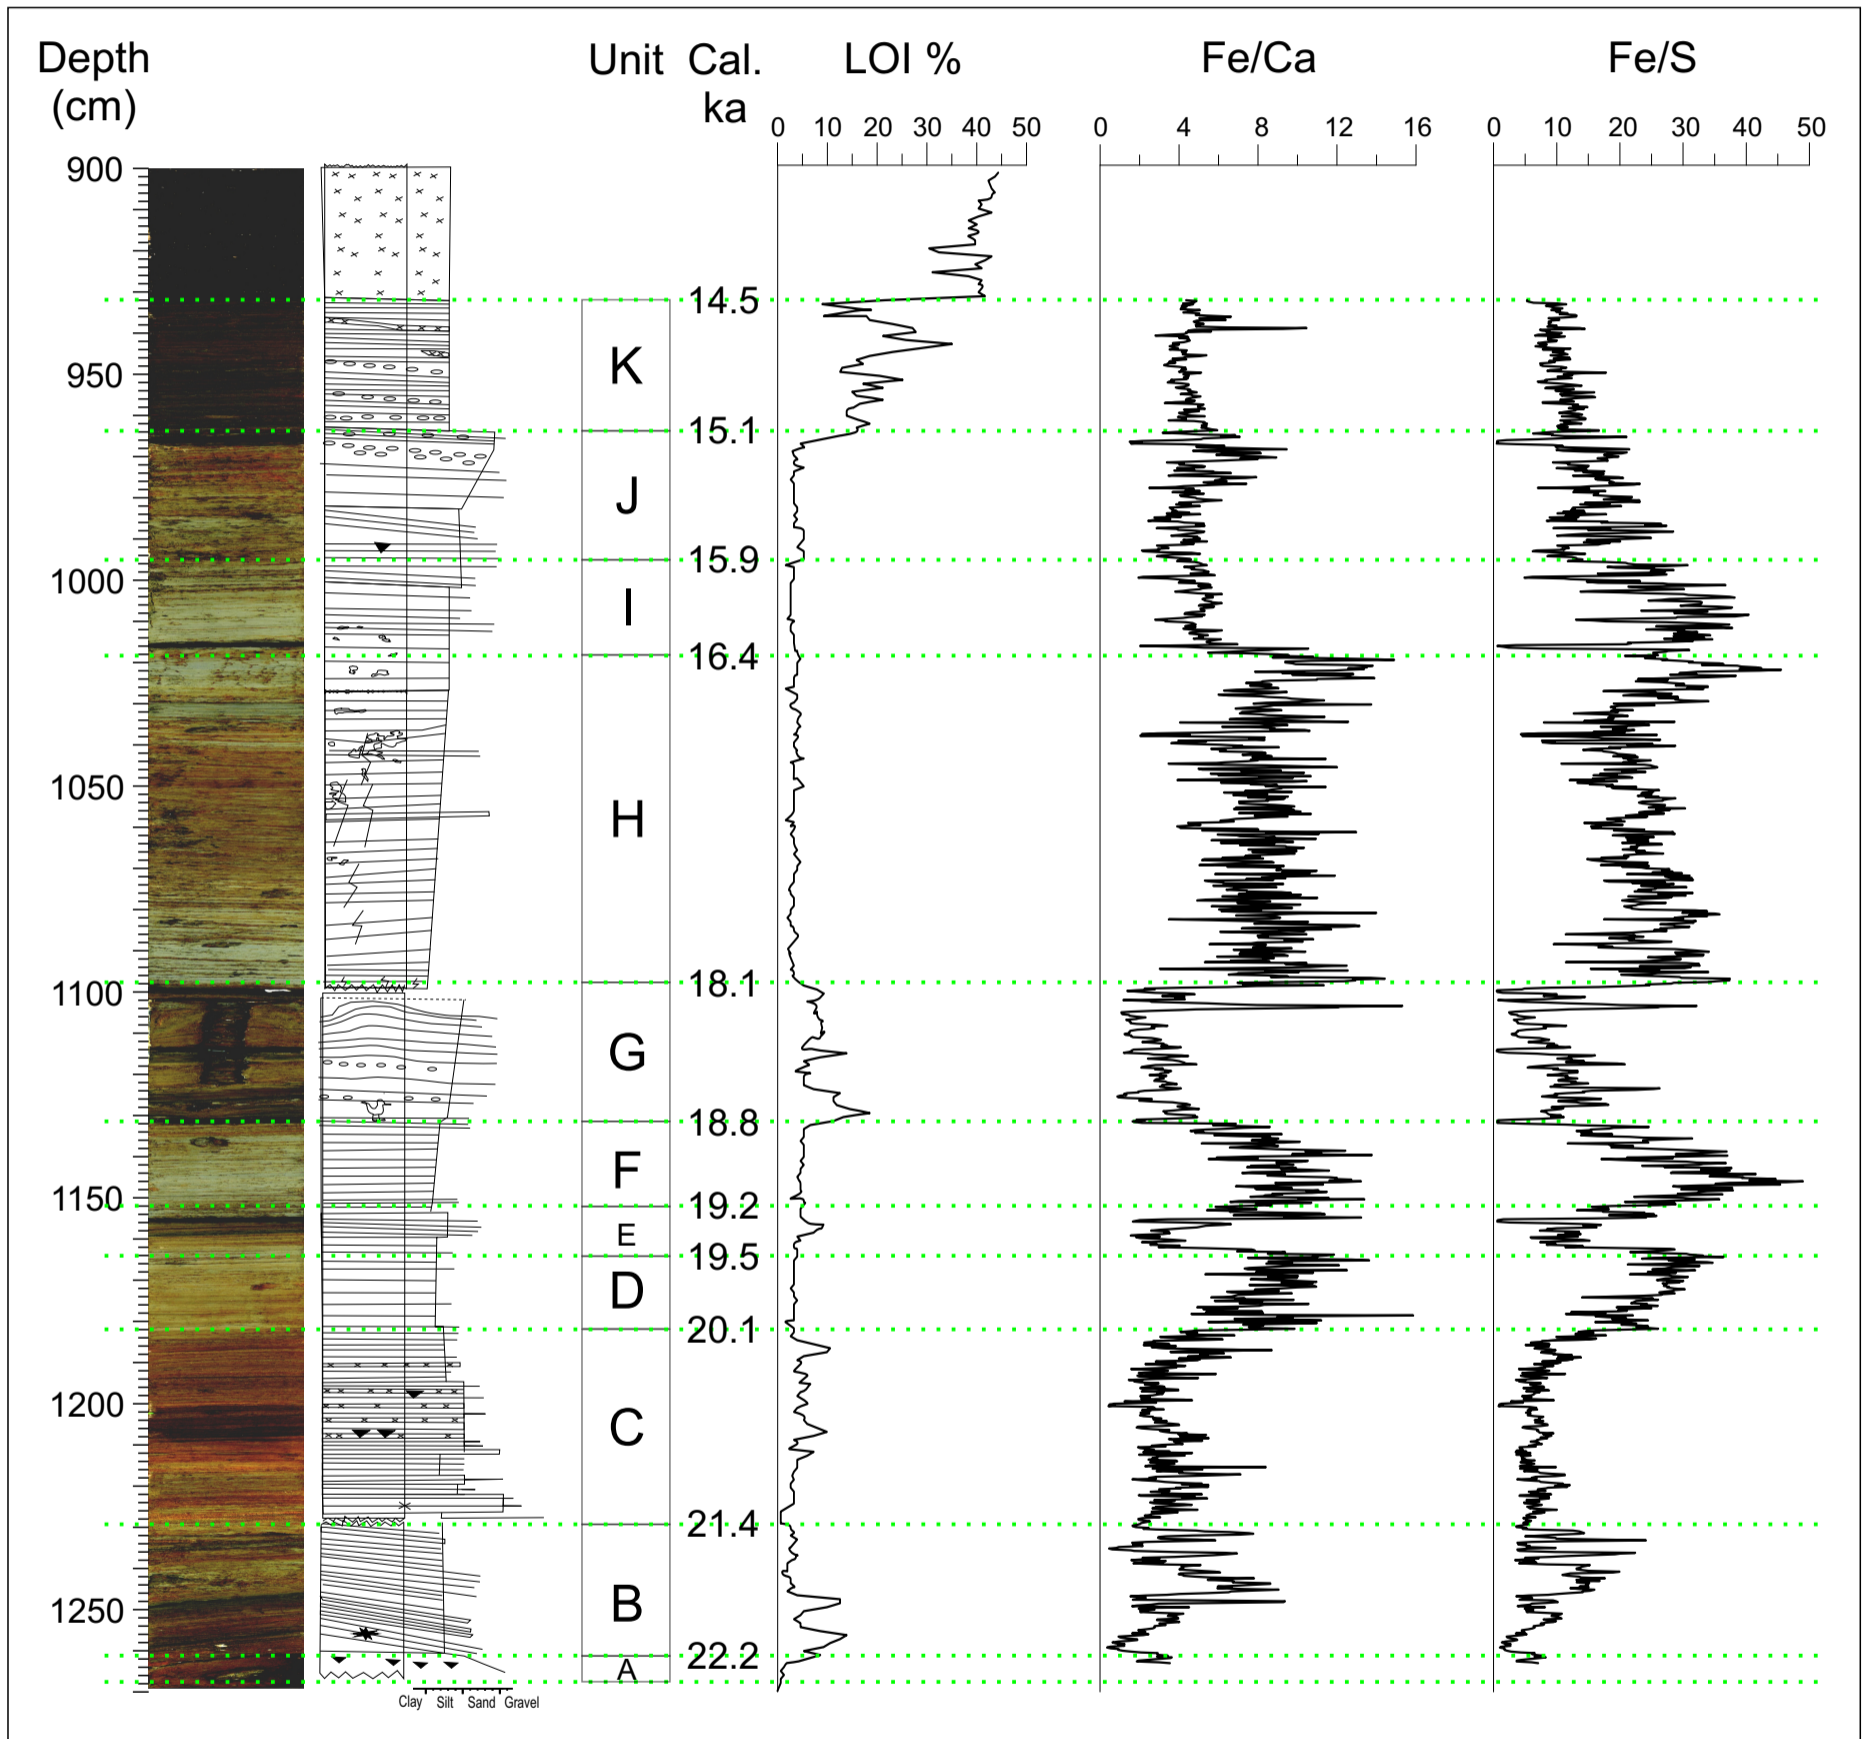 Depth (cm)
Unit
Cal. ka
LOI %
Fe/Ca
Fe/S
0 10 20 30 40 50
0 4 8 12 16
0 10 20 30 40 50
900
14.5
K
950
15.1
J
15.9
1000
I
16.4
1050
H
18.1
1100
G
18.8
F
1150
19.2
E
19.5
D
20.1
1200
C
21.4
1250
B
22.2
A
Clay Silt Sand Gravel